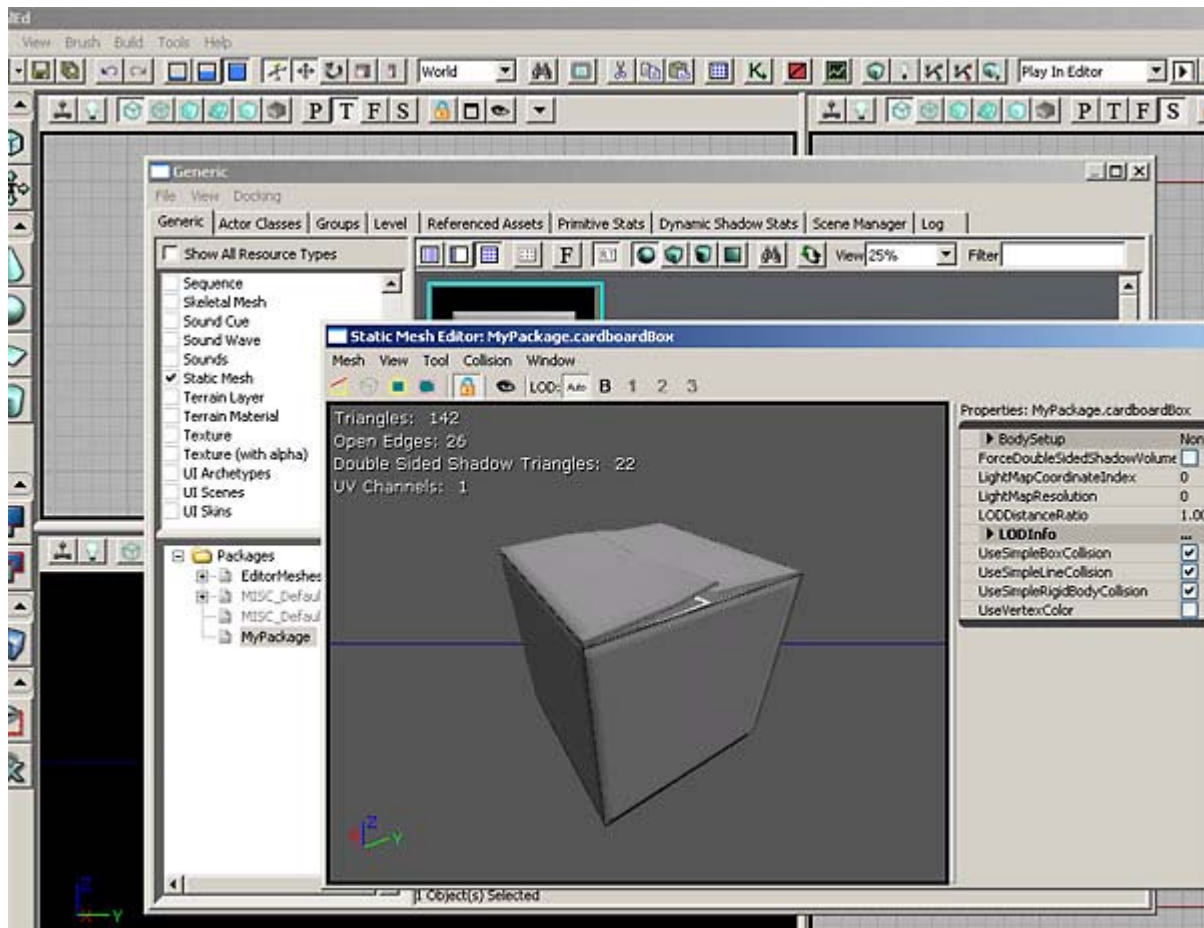 View Brush Build Tools Help
World
Play In Editor
P T F S
P T F S
Generic
File View Docking
Generic Actor Classes Groups Level Referenced Assets Primitive Stats Dynamic Shadow Stats Scene Manager Log
Show All Resource Types
F
View 25%
Filter
Sequence
Skeletal Mesh
Sound Cue
Sound Wave
Sounds
Static Mesh
Terrain Layer
Terrain Material
Texture
Texture (with alpha)
UI Archetypes
UI Scenes
UI Skins
Packages
EditorMeshes
MISC_Defau
MISC_Defau
MyPackage
Static Mesh Editor: MyPackage.cardboardBox
Mesh View Tool Collision Window
LOD: Auto B 1 2 3
Triangles: 142
Open Edges: 26
Double Sided Shadow Triangles: 22
UV Channels: 1
Z
Y
Properties: MyPackage.cardboardBox
BodySetup Non
ForceDoubleSidedShadowVolume
LightMapCoordinateIndex 0
LightMapResolution 0
LODDistanceRatio 1.00
LODInfo ...
UseSimpleBoxCollision
UseSimpleLineCollision
UseSimpleRigidBodyCollision
UseVertexColor
1 Object(s) Selected
Z
X Y